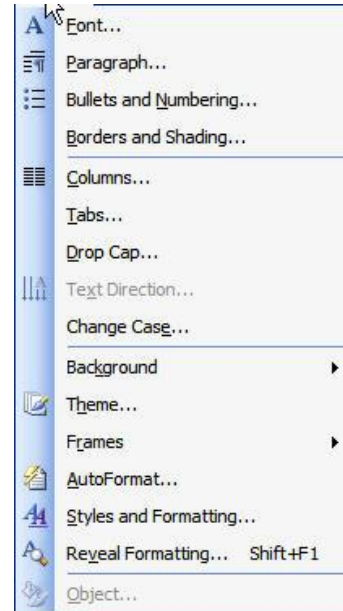 Font...
Paragraph...
Bullets and Numbering...
Borders and Shading...
Columns...
Tabs...
Drop Cap...
Text Direction...
Change Case...
Background
Theme...
Frames
AutoFormat...
Styles and Formatting...
Reveal Formatting... Shift+F1
Object...